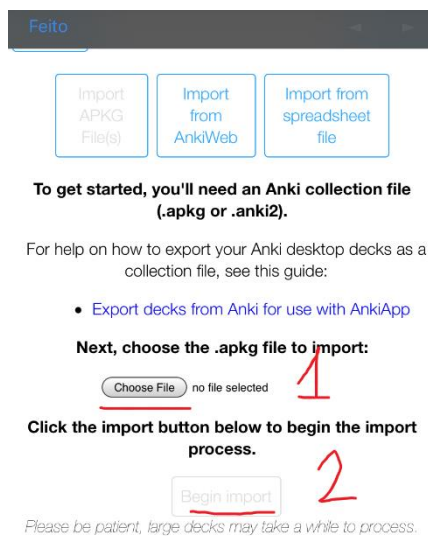 Feito
Import
APKG
File(s)
Import
from
AnkiWeb
Import from
spreadsheet
file
To get started, you'll need an Anki collection file
(.apkg or .anki2).
For help on how to export your Anki desktop decks as a
collection file, see this guide:
• Export decks from Anki for use with AnkiApp
Next, choose the .apkg file to import:
1
Choose File no file selected
Click the import button below to begin the import
process.
2
Begin import
Please be patient, large decks may take a while to process.